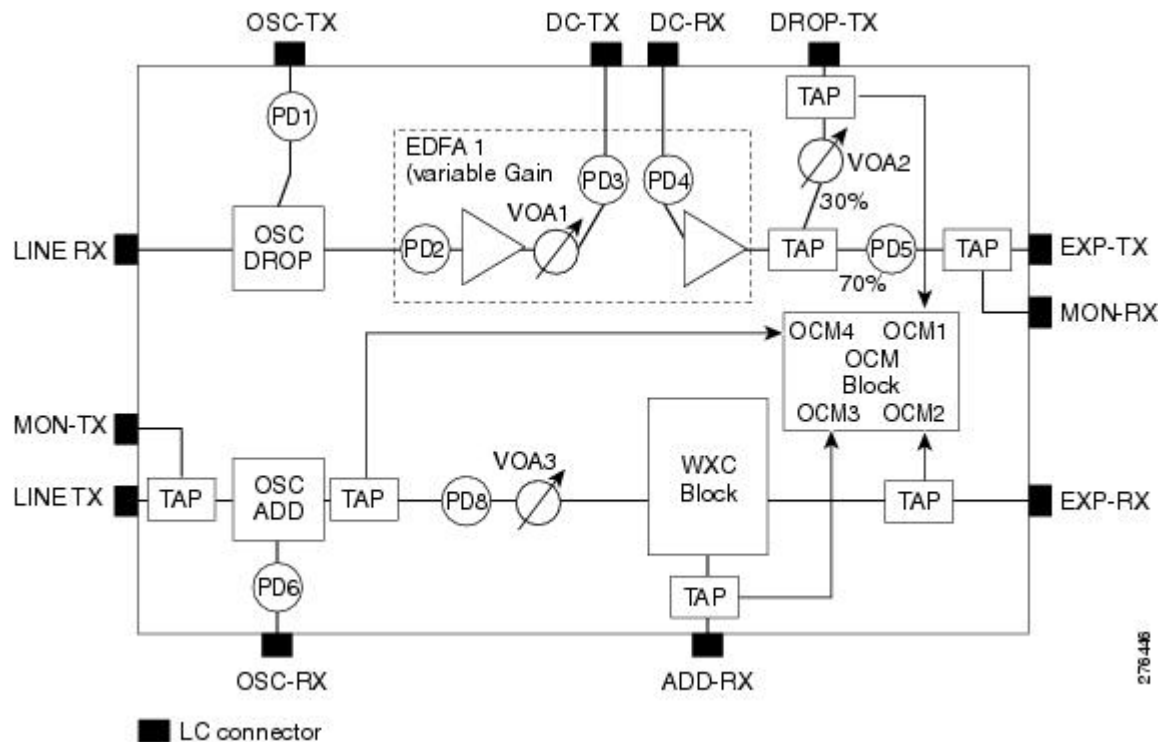 OSC-TX
DC-TX
DC-RX
DROP-TX
TAP
PD1
EDFA 1
(variable Gain
PD3
PD4
VOA2
30%
VOA1
LINE RX
OSC
DROP
PD2
TAP
PD5
TAP
EXP-TX
70%
MON-RX
OCM4
OCM1
OCM
Block
OCM3
OCM2
MON-TX
VOA3
WXC
Block
LINE TX
TAP
OSC
ADD
TAP
PD8
TAP
EXP-RX
PD6
TAP
OSC-RX
ADD-RX
276446
LC connector